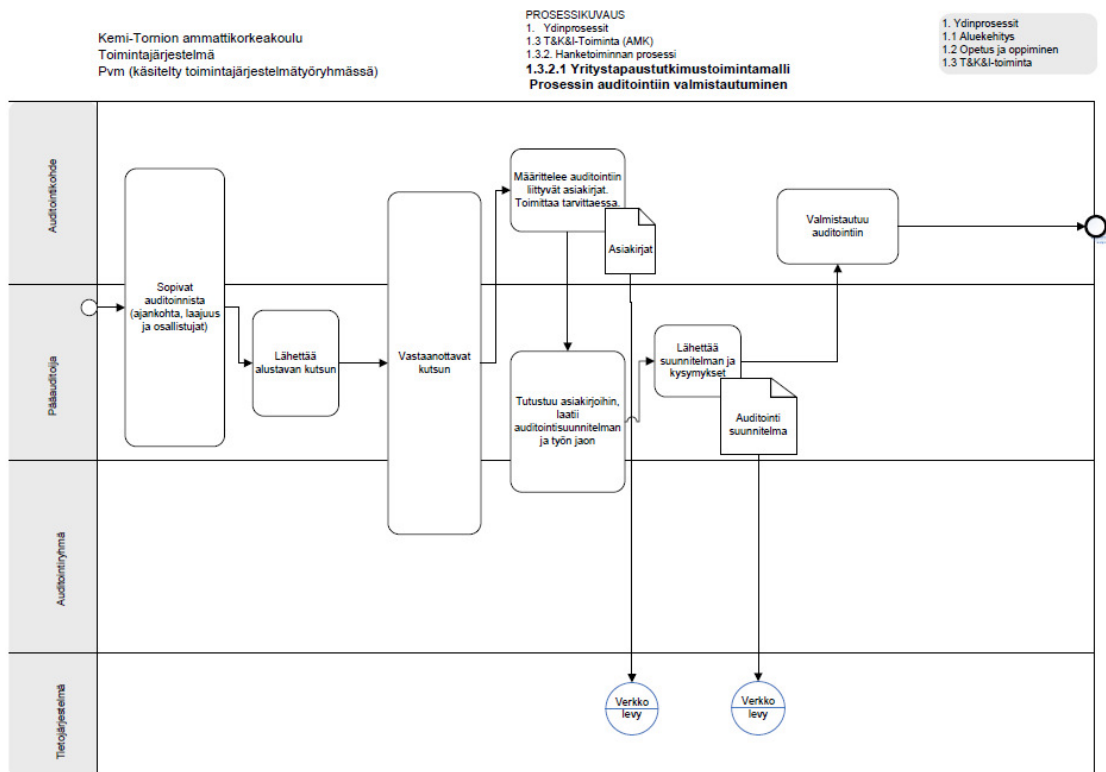 Kemi-Tornion ammattikorkeakoulu
Toimintajärjestelmä
Pvm (käsitelty toimintajärjestelmätyöryhmässä)
PROSESSIKUVAUS
1. Ydinprosessit
1.3 T&K&I-Toiminta (AMK)
1.3.2. Hanketoiminnan prosessi
1.3.2.1 Yritystapaustutkimustoimintamalli
Prosessin auditointiin valmistautuminen
1. Ydinprosessit
1.1 Aluekehitys
1.2 Opetus ja oppiminen
1.3 T&K&I-toiminta
Auditointikohde
Määrittelee auditointiin
liittyvät asiakirjat.
Toimittaa tarvittaessa.
Asiakirjat
Valmistautuu
auditointiin
Pääauditoija
Sopivat
auditoinnista
(ajankohta, laajuus
ja osallistujat)
Lähettää
alustavan kutsun
Vastaanottavat
kutsun
Tutustuu asiakirjoihin,
laatii
auditointisuunnitelman
ja työn jaon
Lähettää
suunnitelman ja
kysymykset
Auditointi
suunnitelma
Auditointiryhmä
Tietojärjestelmä
Verkko
levy
Verkko
levy